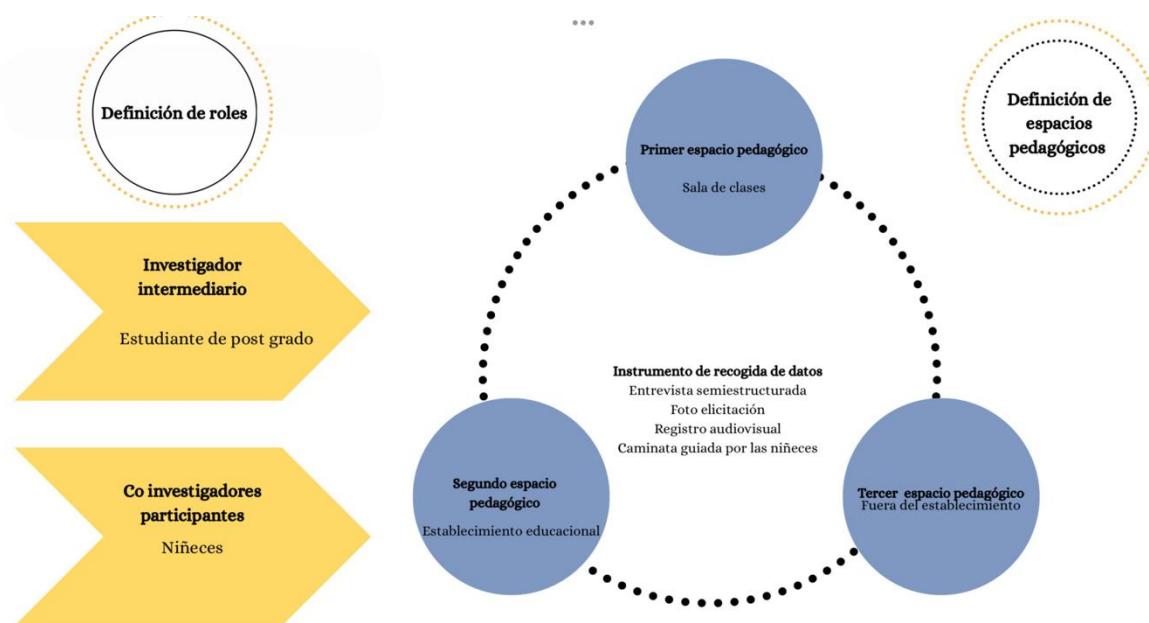 Definición de roles
Investigador
intermediario
Estudiante de post grado
Co investigadores
participantes
Niñeces
Primer espacio pedagógico
Sala de clases
Instrumento de recogida de datos
Entrevista semiestructurada
Foto elicitación
Registro audiovisual
Caminata guiada por las niñeces
Segundo espacio
pedagógico
Establecimiento educacional
Tercer espacio pedagógico
Fuera del establecimiento
Definición de
espacios
pedagógicos